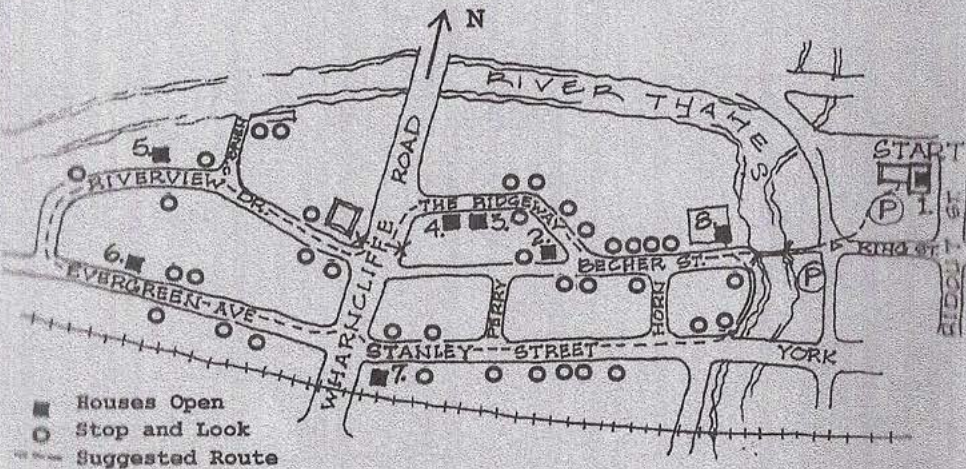 N
RIVER THAMES
START
P
1.
ROAD
5.
RIVERVIEW DR.
THE RIDGEWAY
4.
3.
2.
8.
KING ST.
BECHER ST.
P
6.
EVERGREEN AVE
WHARNCLIFFE
PERRY
HORN
STANLEY STREET
YORK
7.
Houses Open
Stop and Look
Suggested Route